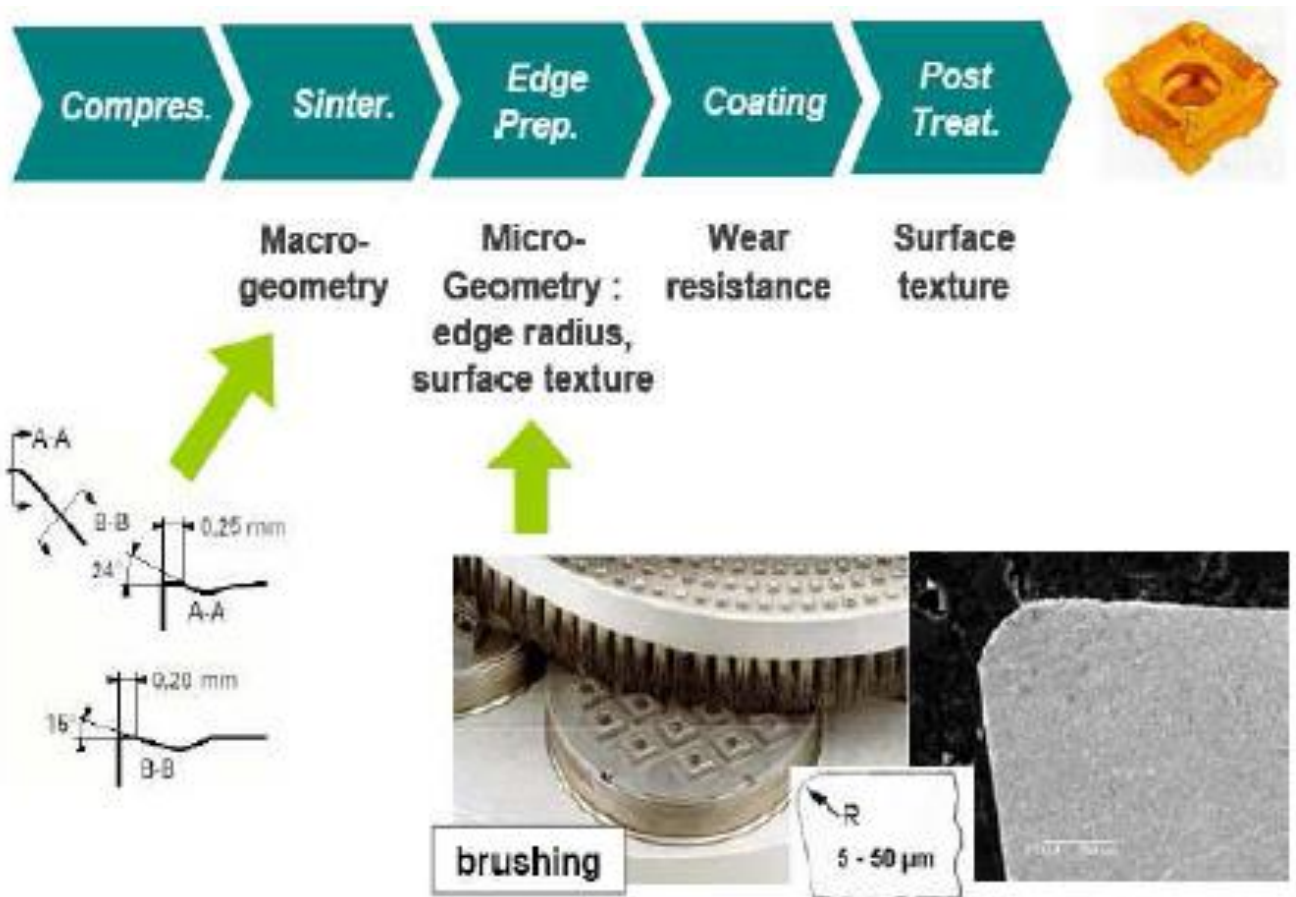 Compres.
Sinter.
Edge
Prep.
Coating
Post
Treat.
Macro-
geometry
Micro-
Geometry :
edge radius,
surface texture
Wear
resistance
Surface
texture
A-A
B-B
0,25 mm
24°
A-A
0,20 mm
B-B
brushing
R
5 - 50 µm